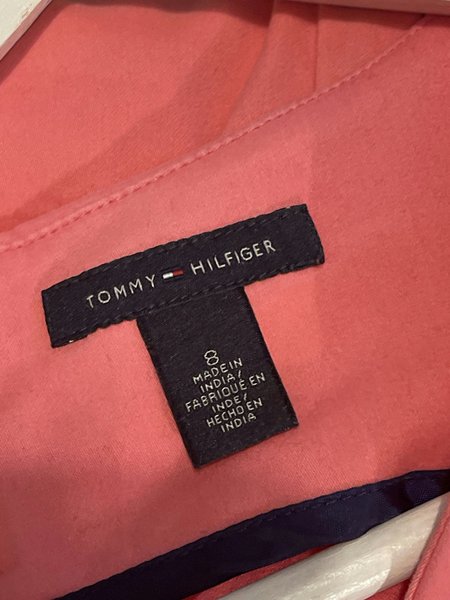 TOMMY HILFIGER
8
MADE IN
INDIA/
FABRIQUÉ EN
INDE/
HECHO EN
INDIA